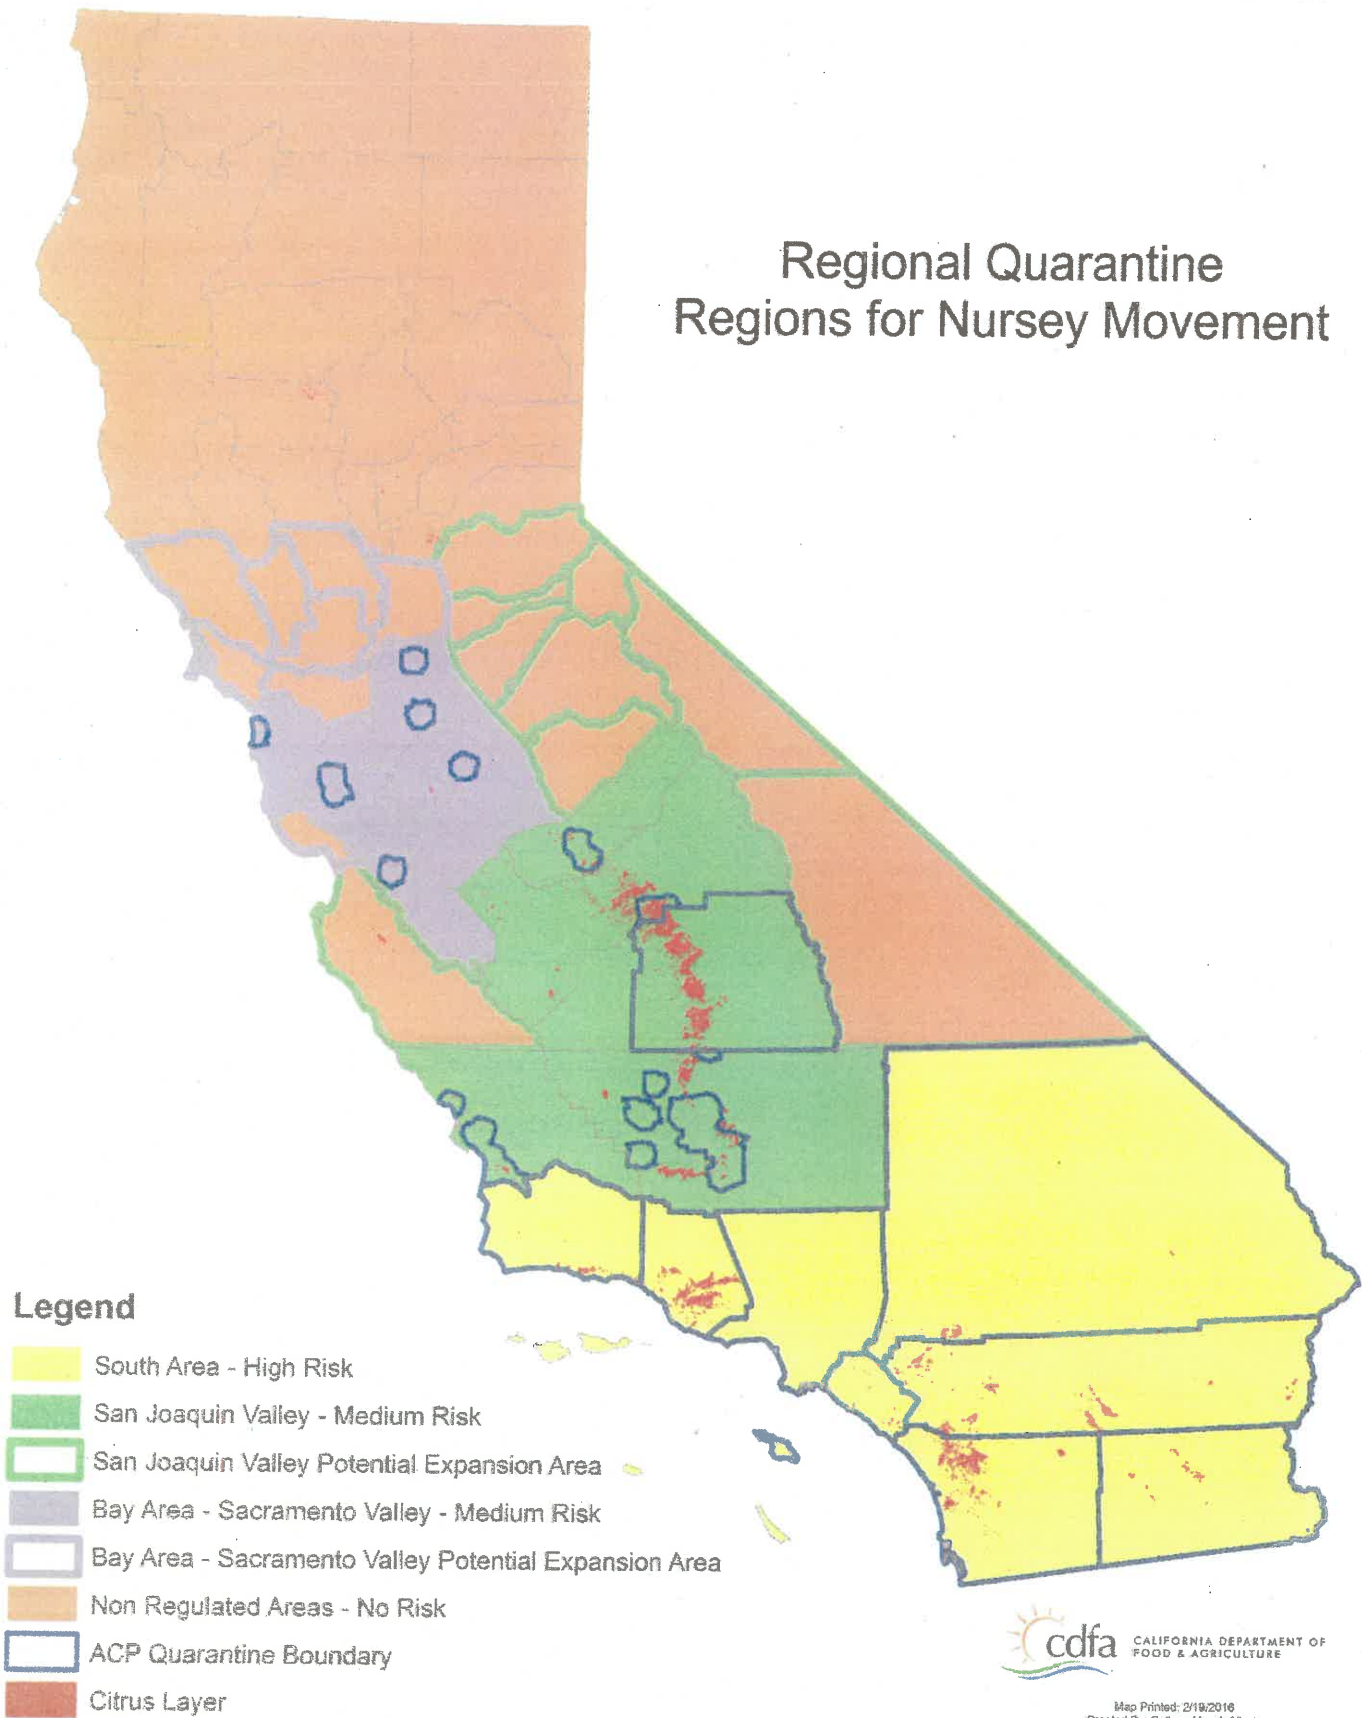 Regional Quarantine
Regions for Nursey Movement
Legend
South Area - High Risk
San Joaquin Valley - Medium Risk
San Joaquin Valley Potential Expansion Area
Bay Area - Sacramento Valley - Medium Risk
Bay Area - Sacramento Valley Potential Expansion Area
Non Regulated Areas - No Risk
ACP Quarantine Boundary
Citrus Layer
cdfa
CALIFORNIA DEPARTMENT OF
FOOD & AGRICULTURE
Map Printed: 2/19/2016